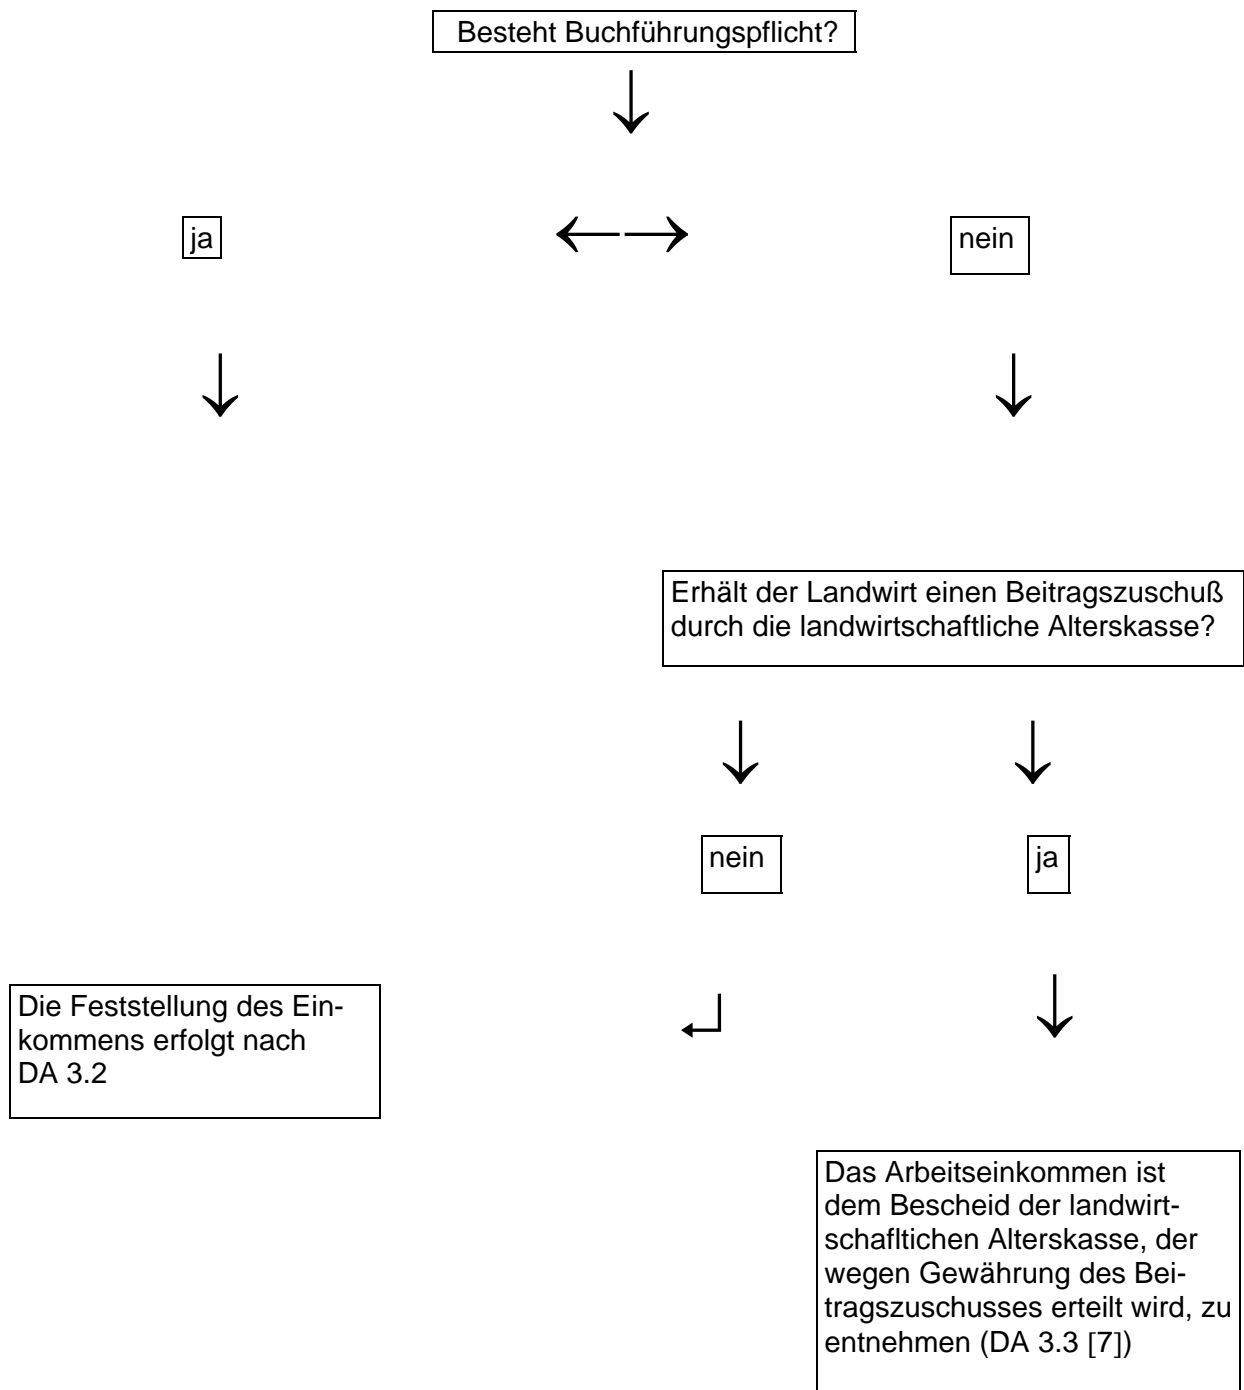 Besteht Buchführungspflicht?
ja
nein
Erhält der Landwirt einen Beitragszuschuß
durch die landwirtschaftliche Alterskasse?
nein
ja
Die Feststellung des Ein-
kommens erfolgt nach
DA 3.2
Das Arbeitseinkommen ist
dem Bescheid der landwirt-
schafltichen Alterskasse, der
wegen Gewährung des Bei-
tragszuschusses erteilt wird, zu
entnehmen (DA 3.3 [7])